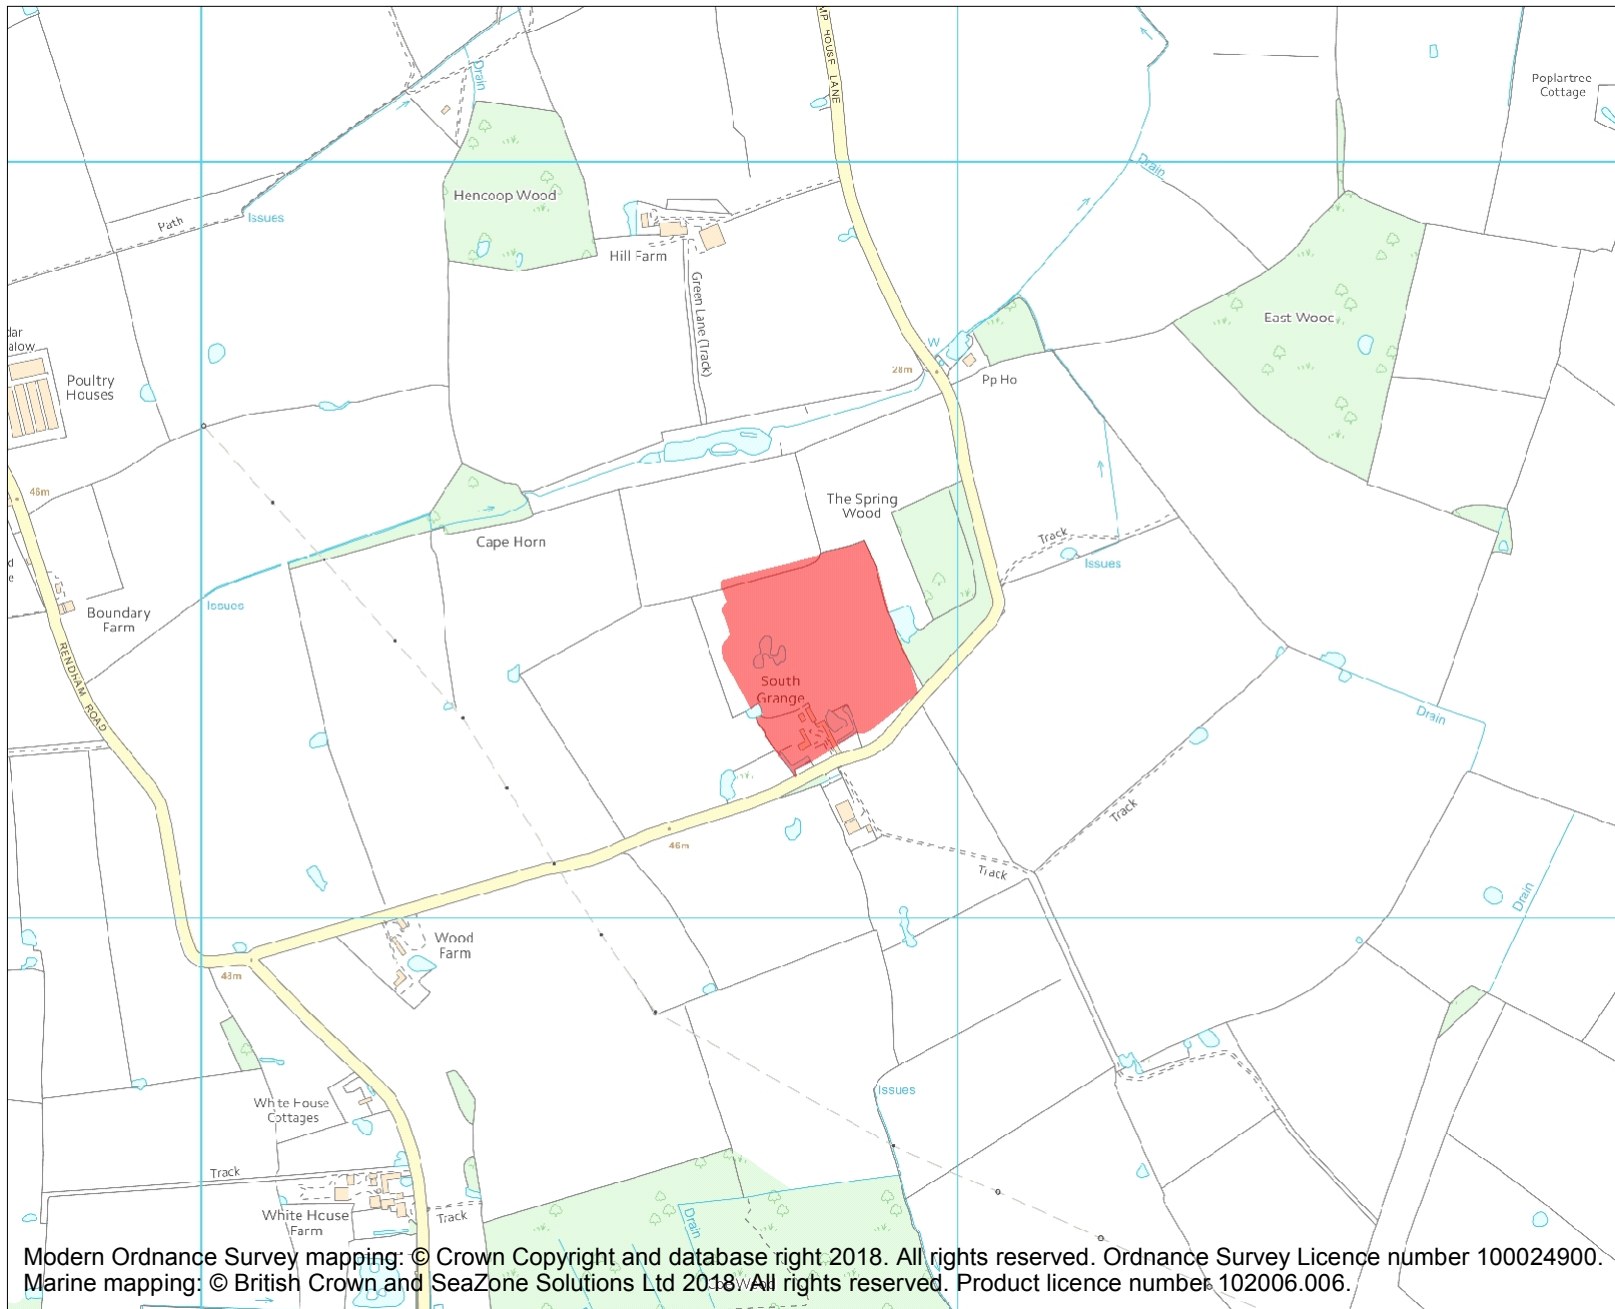 MP HOUSE LANE
Drain
Poplartree
Cottage
Drain
Hencoop Wood
Path
Issues
Hill Farm
Green Lane (Track)
East Wood
W
28m
Pp Ho
Poultry
Houses
46m
The Spring
Wood
Cape Horn
Track
Issues
Issues
Boundary
Farm
RENDHAM ROAD
South
Grange
Drain
Track
46m
Track
Drain
Wood
Farm
43m
Issues
White House
Cottages
Track
White House
Farm
Track
Drain
Modern Ordnance Survey mapping: © Crown Copyright and database right 2018. All rights reserved. Ordnance Survey Licence number 100024900.
Marine mapping: © British Crown and SeaZone Solutions Ltd 2018. All rights reserved. Product licence number 102006.006.